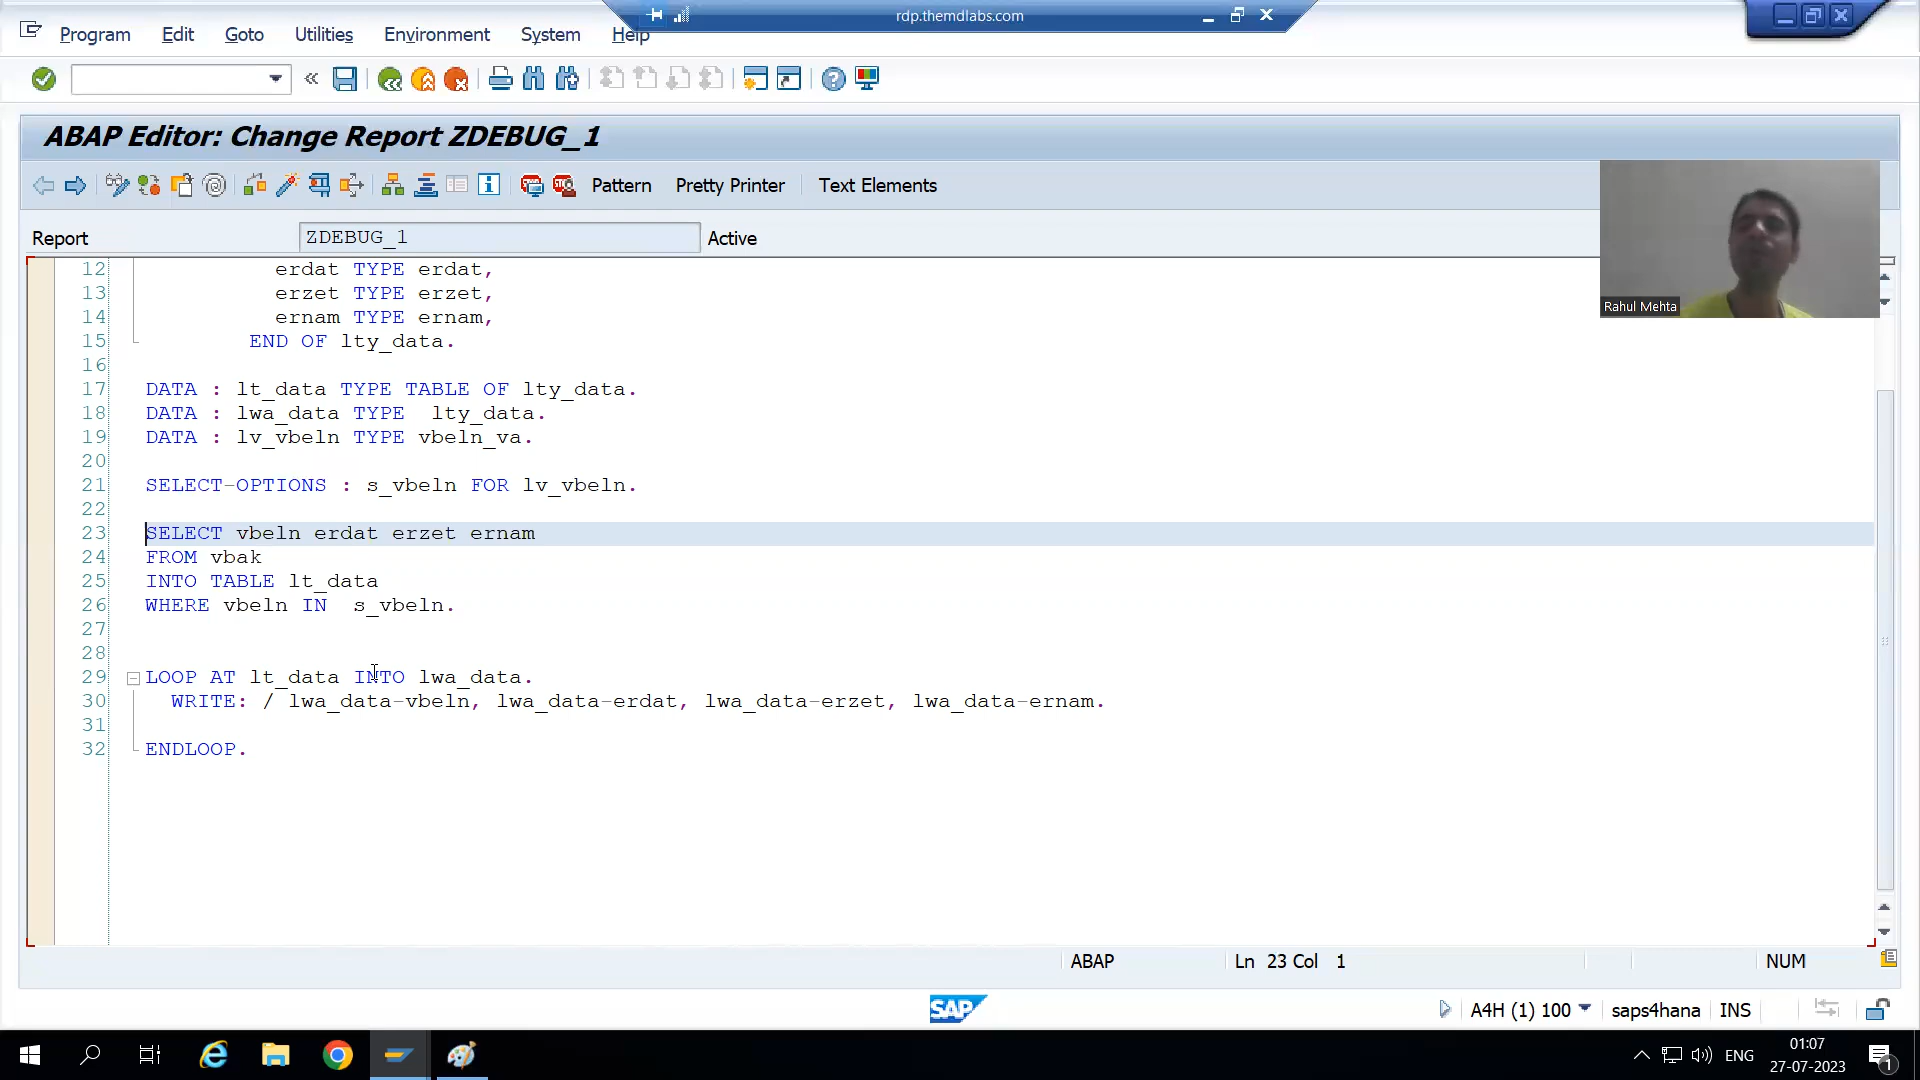 rdp.themdlabs.com
Program Edit Goto Utilities Environment System Help
ABAP Editor: Change Report ZDEBUG_1
Pattern Pretty Printer Text Elements
Report ZDEBUG_1 Active
Rahul Mehta
12 erdat TYPE erdat,
13 erzet TYPE erzet,
14 ernam TYPE ernam,
15 END OF lty_data.
16
17 DATA : lt_data TYPE TABLE OF lty_data.
18 DATA : lwa_data TYPE  lty_data.
19 DATA : lv_vbeln TYPE vbeln_va.
20
21 SELECT-OPTIONS : s_vbeln FOR lv_vbeln.
22
23 SELECT vbeln erdat erzet ernam
24 FROM vbak
25 INTO TABLE lt_data
26 WHERE vbeln IN  s_vbeln.
27
28
29 LOOP AT lt_data INTO lwa_data.
30 WRITE: / lwa_data-vbeln, lwa_data-erdat, lwa_data-erzet, lwa_data-ernam.
31
32 ENDLOOP.
ABAP Ln 23 Col 1 NUM
SAP A4H (1) 100 saps4hana INS
ENG 01:07
27-07-2023 1